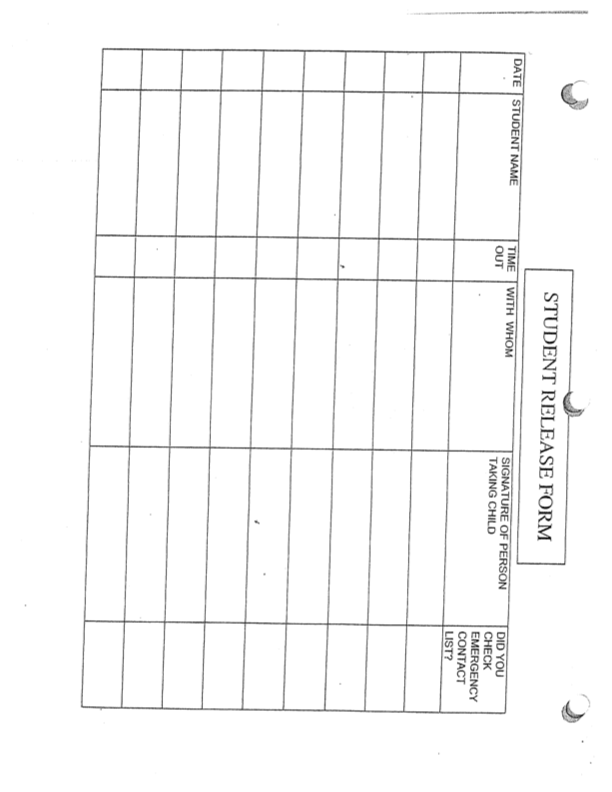 STUDENT RELEASE FORM
DATE
STUDENT NAME
TIME
OUT
WITH WHOM
SIGNATURE OF PERSON
TAKING CHILD
DID YOU
CHECK
EMERGENCY
CONTACT
LIST?